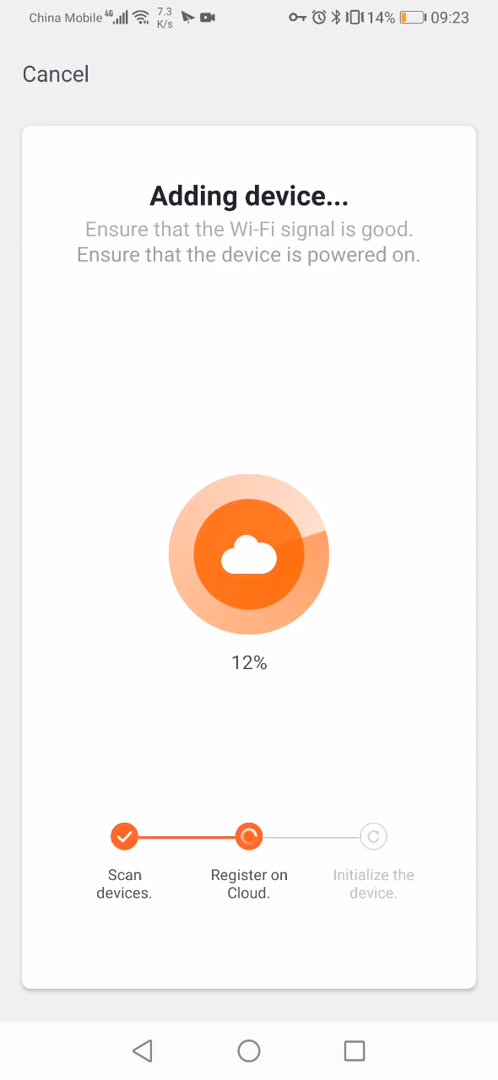 China Mobile 4G 7.3 K/s 14% 09:23
Cancel
Adding device...
Ensure that the Wi-Fi signal is good.
Ensure that the device is powered on.
12%
Scan devices.
Register on Cloud.
Initialize the device.